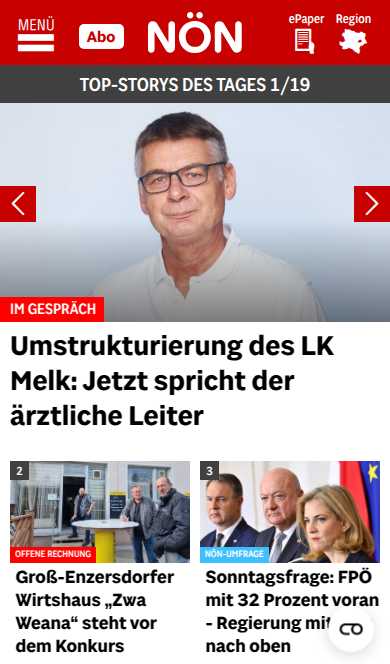 MENÜ
Abo
NÖN
ePaper
Region
TOP-STORYS DES TAGES 1/19
IM GESPRÄCH
Umstrukturierung des LK
Melk: Jetzt spricht der
ärztliche Leiter
2
OFFENE RECHNUNG
Groß-Enzersdorfer
Wirtshaus „Zwa
Weana“ steht vor
dem Konkurs
3
NÖN-UMFRAGE
Sonntagsfrage: FPÖ
mit 32 Prozent voran
- Regierung mit
nach oben